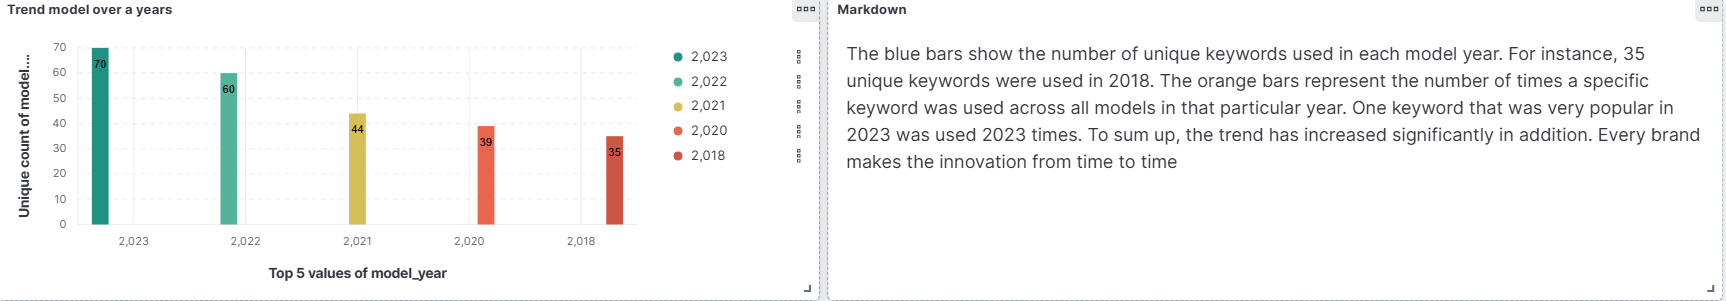 Trend model over a years
Unique count of model....
70
60
50
40
30
20
10
0
70
60
44
39
35
2,023
2,022
2,021
2,020
2,018
Top 5 values of model_year
2,023
2,022
2,021
2,020
2,018
Markdown
The blue bars show the number of unique keywords used in each model year. For instance, 35
unique keywords were used in 2018. The orange bars represent the number of times a specific
keyword was used across all models in that particular year. One keyword that was very popular in
2023 was used 2023 times. To sum up, the trend has increased significantly in addition. Every brand
makes the innovation from time to time